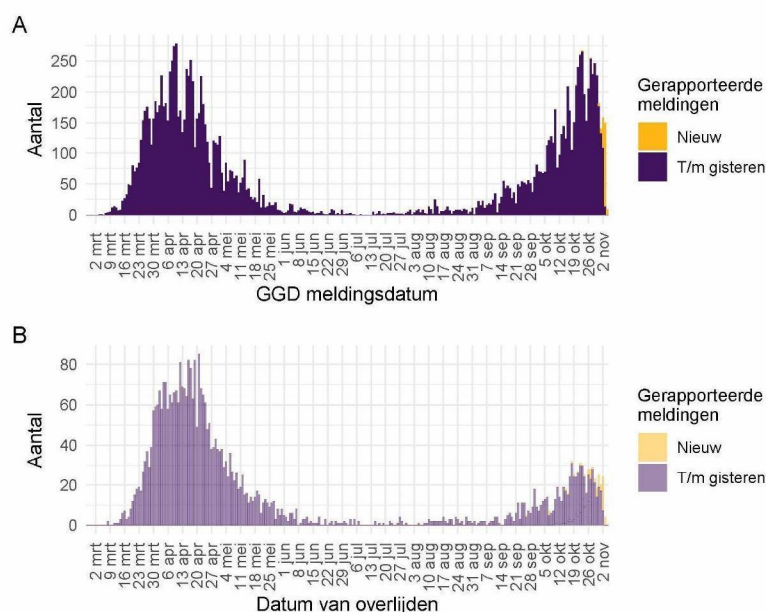 A
Aantal
250
200
150
100
50
0
2 mrt
9 mrt
16 mrt
23 mrt
30 mrt
6 apr
13 apr
20 apr
27 apr
4 mei
11 mei
18 mei
25 mei
1 jun
8 jun
15 jun
22 jun
29 jun
6 jul
13 jul
20 jul
27 jul
3 aug
10 aug
17 aug
24 aug
31 aug
7 sep
14 sep
21 sep
28 sep
5 okt
12 okt
19 okt
26 okt
2 nov
GGD meldingsdatum
Gerapporteerde
meldingen
Nieuw
T/m gisteren
B
Aantal
80
60
40
20
0
2 mrt
9 mrt
16 mrt
23 mrt
30 mrt
6 apr
13 apr
20 apr
27 apr
4 mei
11 mei
18 mei
25 mei
1 jun
8 jun
15 jun
22 jun
29 jun
6 jul
13 jul
20 jul
27 jul
3 aug
10 aug
17 aug
24 aug
31 aug
7 sep
14 sep
21 sep
28 sep
5 okt
12 okt
19 okt
26 okt
2 nov
Datum van overlijden
Gerapporteerde
meldingen
Nieuw
T/m gisteren